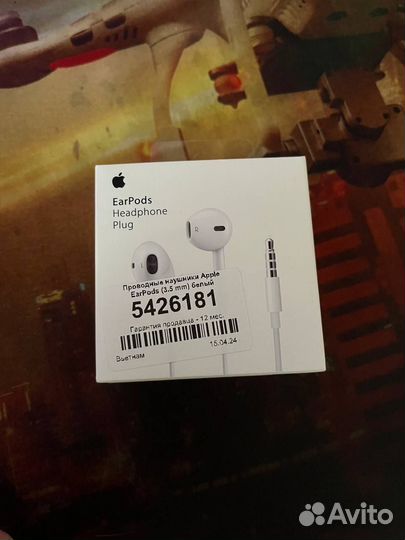 EarPods
Headphone
Plug
L
R
Проводные наушники Apple
EarPods (3.5 mm) белый
5426181
Гарантия продавца - 12 мес.
Вьетнам
15.04.24
Avito